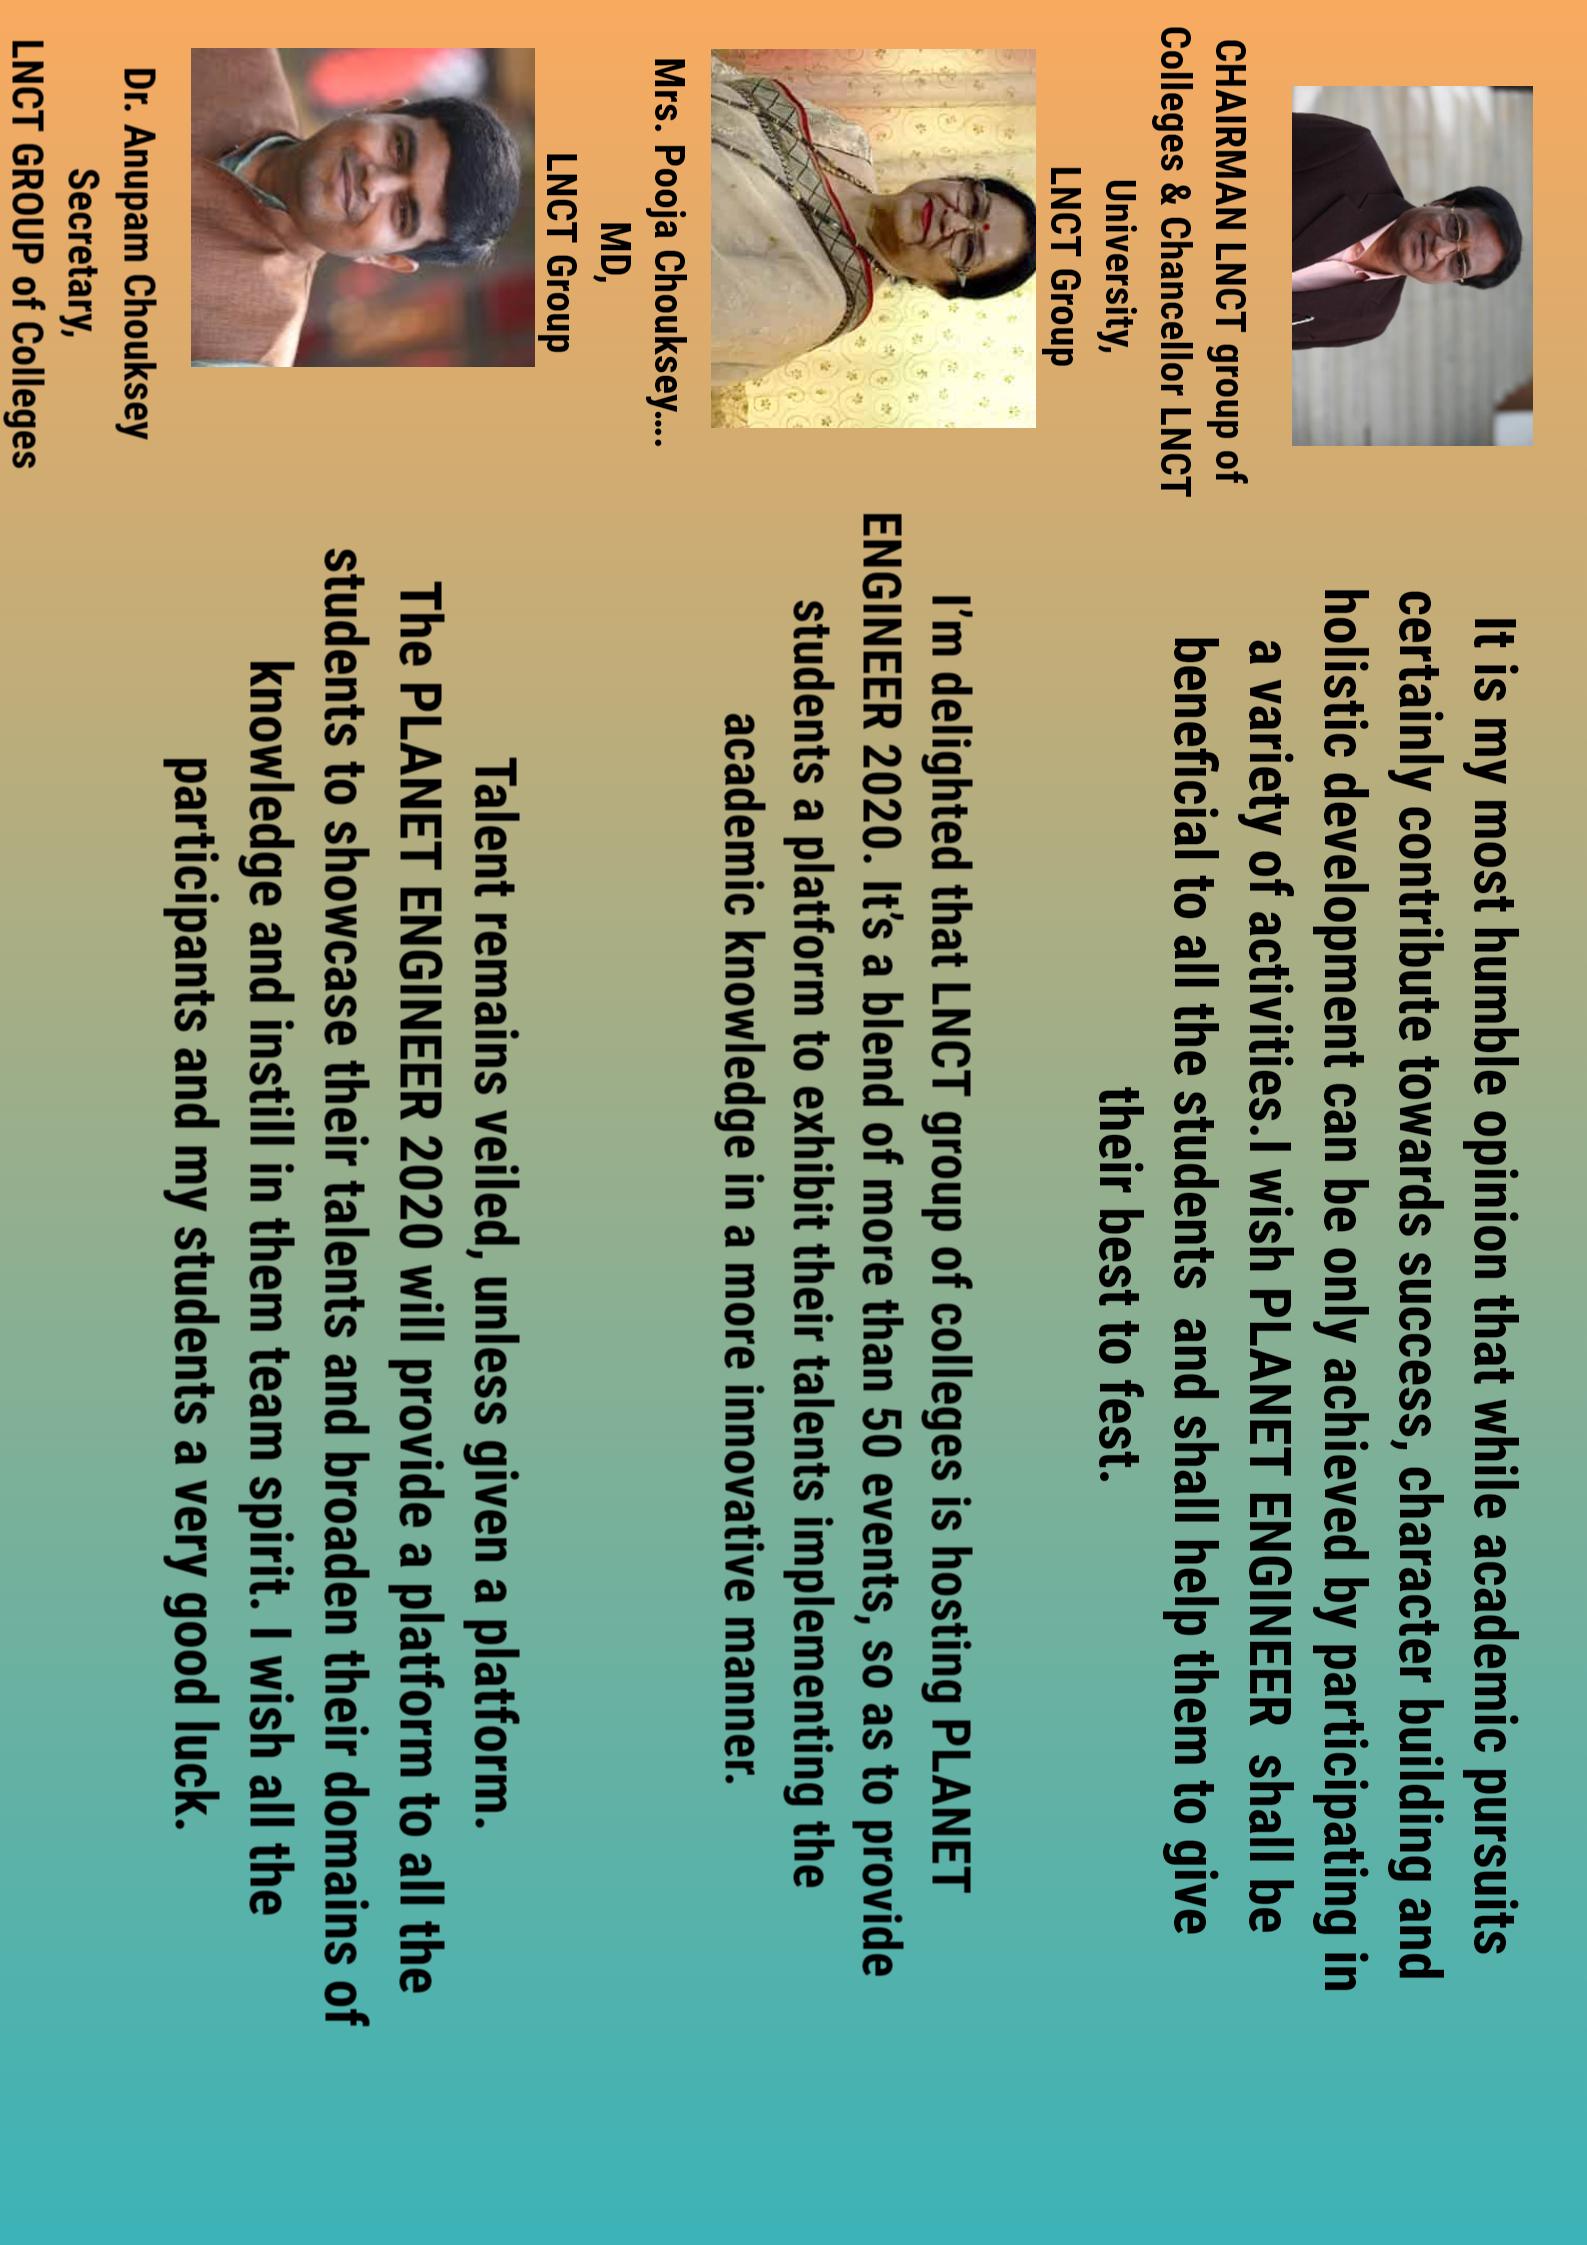 It is my most humble opinion that while academic pursuits
certainly contribute towards success, character building and
holistic development can be only achieved by participating in
a variety of activities.I wish PLANET ENGINEER  shall be
beneficial to all the students  and shall help them to give
their best to fest.
CHAIRMAN LNCT group of
Colleges & Chancellor LNCT
University,
LNCT Group
I’m delighted that LNCT group of colleges is hosting PLANET
ENGINEER 2020. It’s a blend of more than 50 events, so as to provide
students a platform to exhibit their talents implementing the
academic knowledge in a more innovative manner.
Mrs. Pooja Chouksey....
MD,
LNCT Group
Talent remains veiled, unless given a platform.
The PLANET ENGINEER 2020 will provide a platform to all the
students to showcase their talents and broaden their domains of
knowledge and instill in them team spirit. I wish all the
participants and my students a very good luck.
Dr. Anupam Chouksey
Secretary,
LNCT GROUP of Colleges